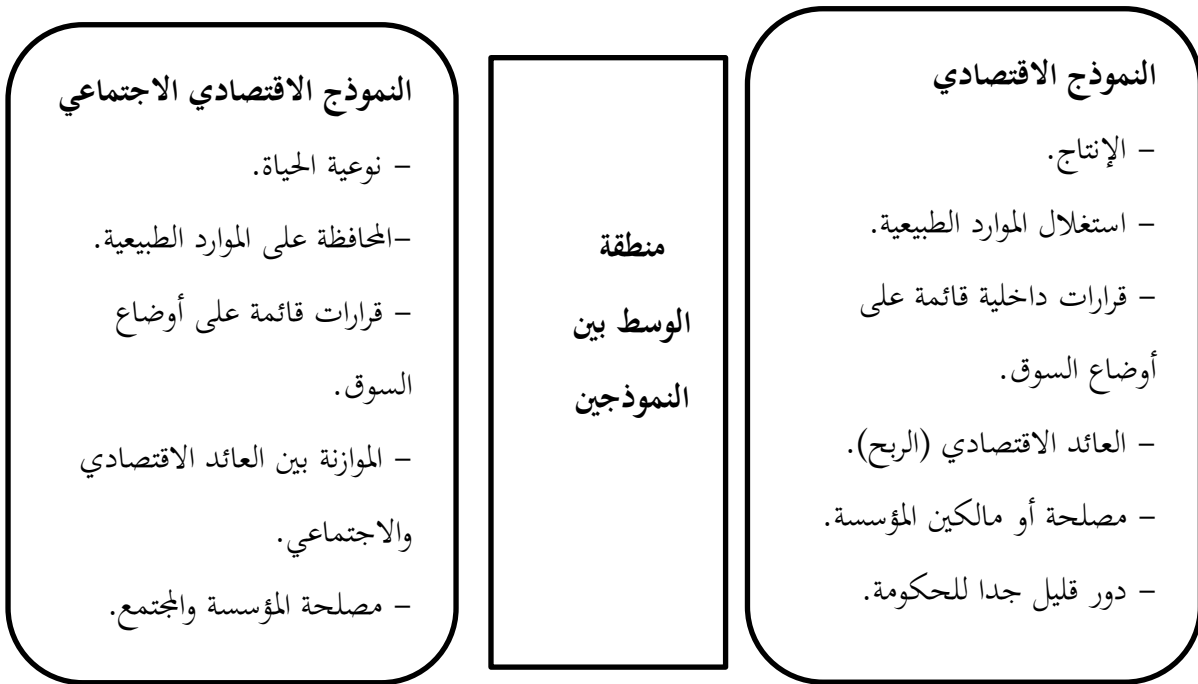 النموذج الاقتصادي
– الإنتاج.
– استغلال الموارد الطبيعية.
– قرارات داخلية قائمة على
أوضاع السوق.
– العائد الاقتصادي (الربح).
– مصلحة أو مالكين المؤسسة.
– دور قليل جدا للحكومة.
منطقة
الوسط بين
النموذجين
النموذج الاقتصادي الاجتماعي
– نوعية الحياة.
–المحافظة على الموارد الطبيعية.
– قرارات قائمة على أوضاع
السوق.
– الموازنة بين العائد الاقتصادي
والاجتماعي.
– مصلحة المؤسسة والمجتمع.